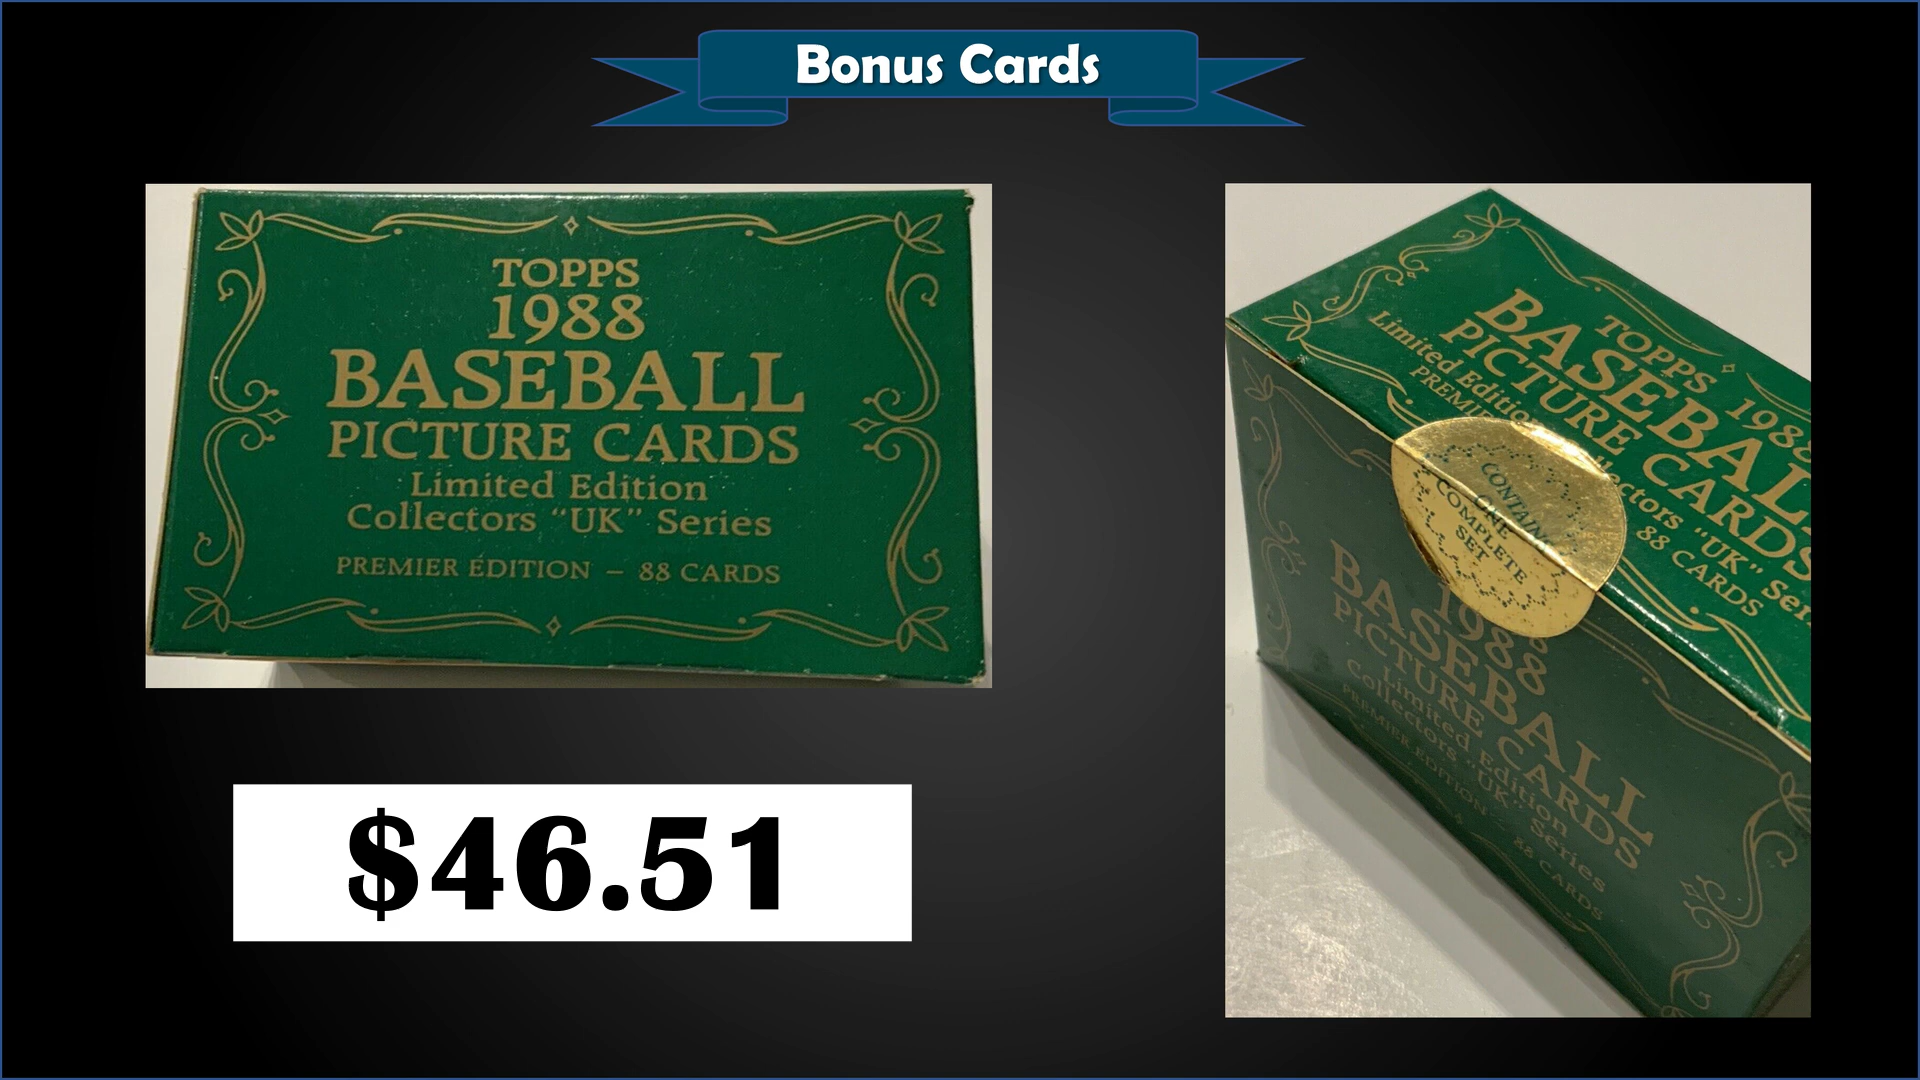 Bonus Cards
TOPPS
1988
BASEBALL
PICTURE CARDS
Limited Edition
Collectors "UK" Series
PREMIER EDITION – 88 CARDS
$46.51
TOPPS 1988
BASEBALL
PICTURE CARDS
Limited Edition Collectors "UK" Ser
88 CARDS
CONTAINS
ONE
COMPLETE
SET
1988
BASEBALL
PICTURE CARDS
Limited Edition
Collectors "UK" Series
PREMIER EDITION – 88 CARDS